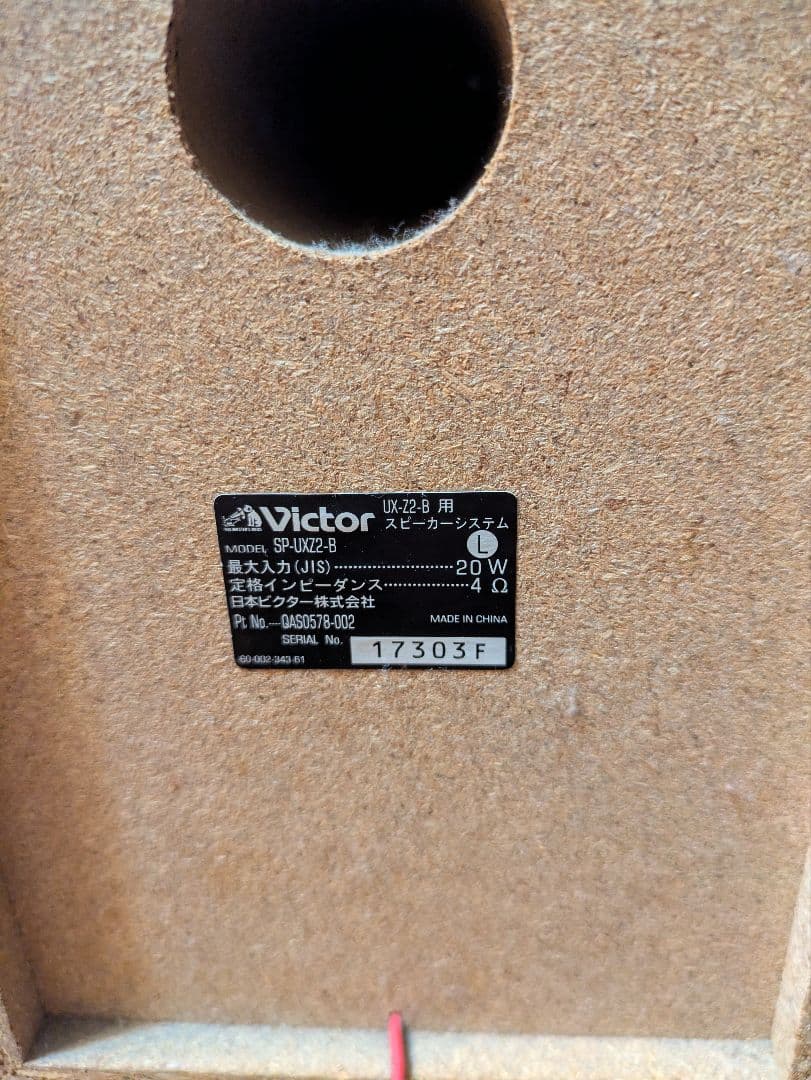 Victor UX-Z2-B 用
スピーカーシステム
MODEL SP-UXZ2-B L
最大入力(JIS)························20 W
定格インピーダンス·················4 Ω
日本ビクター株式会社
Pt No.---QAS0578-002 MADE IN CHINA
SERIAL No. 17303F
60-002-343-61